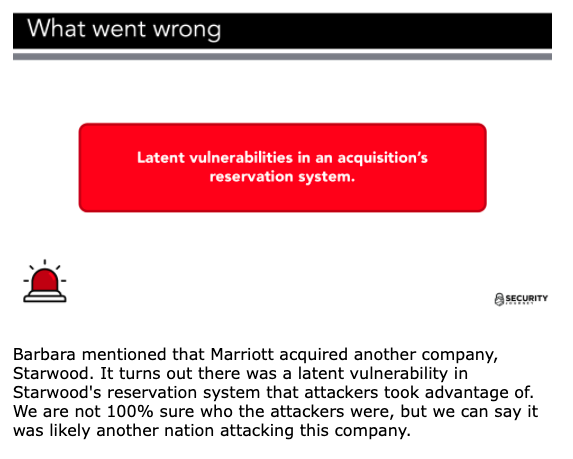 What went wrong
Latent vulnerabilities in an acquisition's
reservation system.
SECURITY
JOURNEY
Barbara mentioned that Marriott acquired another company,
Starwood. It turns out there was a latent vulnerability in
Starwood's reservation system that attackers took advantage of.
We are not 100% sure who the attackers were, but we can say it
was likely another nation attacking this company.